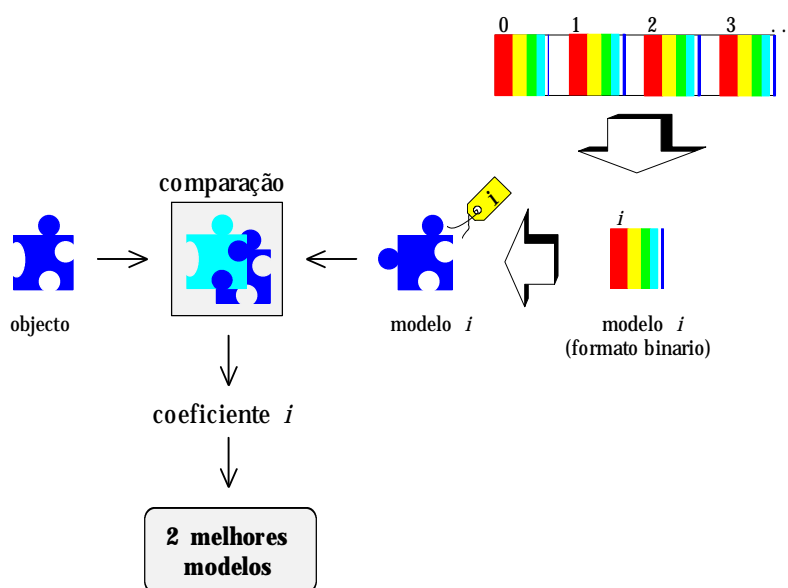 0 1 2 3 ..
comparação
i
i
objecto
modelo i
modelo i
(formato binario)
coeficiente i
2 melhores
modelos